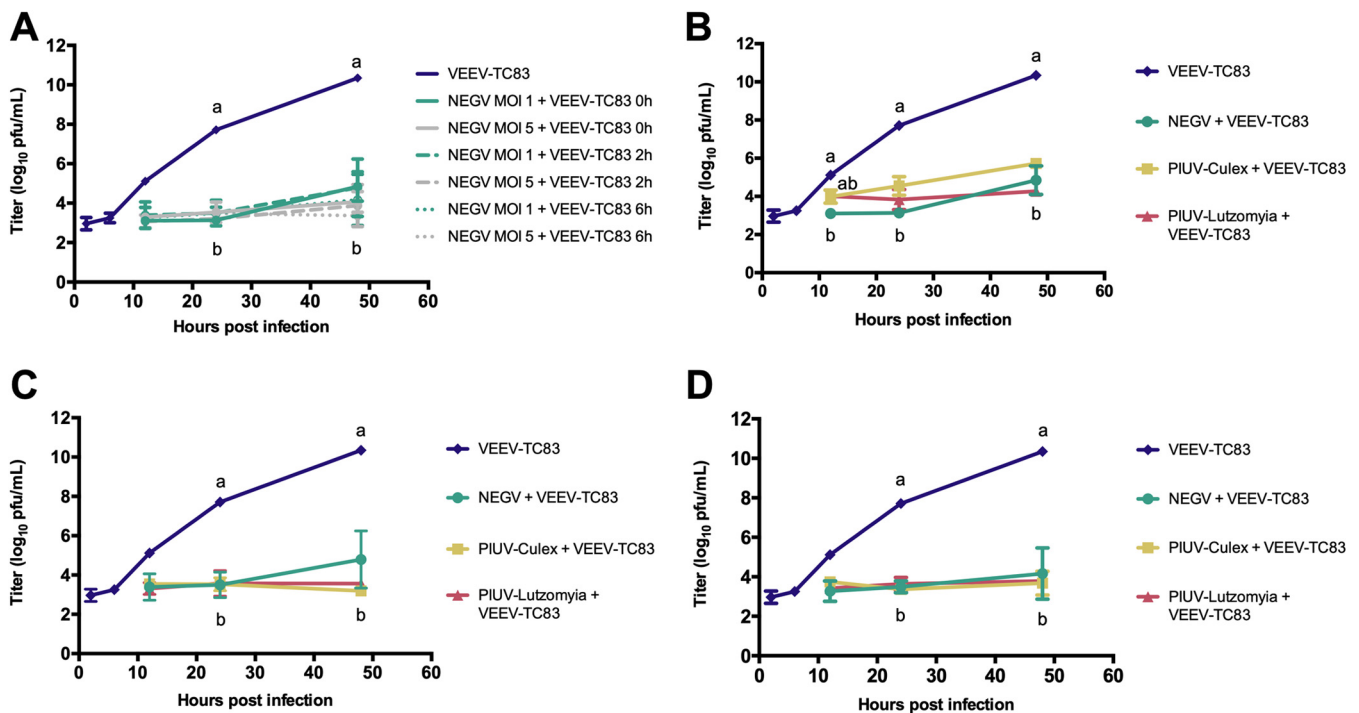 A
Titer (log10 pfu/mL)
12
10
8
6
4
2
0
0 10 20 30 40 50 60
Hours post infection
a
a
b
b
VEEV-TC83
NEGV MOI 1 + VEEV-TC83 0h
NEGV MOI 5 + VEEV-TC83 0h
NEGV MOI 1 + VEEV-TC83 2h
NEGV MOI 5 + VEEV-TC83 2h
NEGV MOI 1 + VEEV-TC83 6h
NEGV MOI 5 + VEEV-TC83 6h
B
Titer (log10 pfu/mL)
12
10
8
6
4
2
0
0 10 20 30 40 50 60
Hours post infection
a
a
a
ab
b
b
b
VEEV-TC83
NEGV + VEEV-TC83
PIUV-Culex + VEEV-TC83
PIUV-Lutzomyia +
VEEV-TC83
C
Titer (log10 pfu/mL)
12
10
8
6
4
2
0
0 10 20 30 40 50 60
Hours post infection
a
a
b
b
VEEV-TC83
NEGV + VEEV-TC83
PIUV-Culex + VEEV-TC83
PIUV-Lutzomyia +
VEEV-TC83
D
Titer (log10 pfu/mL)
12
10
8
6
4
2
0
0 10 20 30 40 50 60
Hours post infection
a
a
b
b
VEEV-TC83
NEGV + VEEV-TC83
PIUV-Culex + VEEV-TC83
PIUV-Lutzomyia +
VEEV-TC83